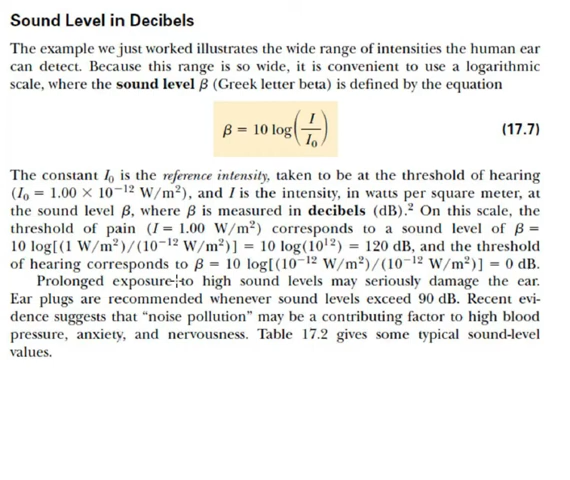 Sound Level in Decibels
The example we just worked illustrates the wide range of intensities the human ear
can detect. Because this range is so wide, it is convenient to use a logarithmic
scale, where the sound level β (Greek letter beta) is defined by the equation
β = 10 log(I/I₀) (17.7)
The constant I₀ is the reference intensity, taken to be at the threshold of hearing
(I₀ = 1.00 × 10⁻¹² W/m²), and I is the intensity, in watts per square meter, at
the sound level β, where β is measured in decibels (dB).² On this scale, the
threshold of pain (I = 1.00 W/m²) corresponds to a sound level of β =
10 log[(1 W/m²)/(10⁻¹² W/m²)] = 10 log(10¹²) = 120 dB, and the threshold
of hearing corresponds to β = 10 log[(10⁻¹² W/m²)/(10⁻¹² W/m²)] = 0 dB.
Prolonged exposure to high sound levels may seriously damage the ear.
Ear plugs are recommended whenever sound levels exceed 90 dB. Recent evi-
dence suggests that “noise pollution” may be a contributing factor to high blood
pressure, anxiety, and nervousness. Table 17.2 gives some typical sound-level
values.